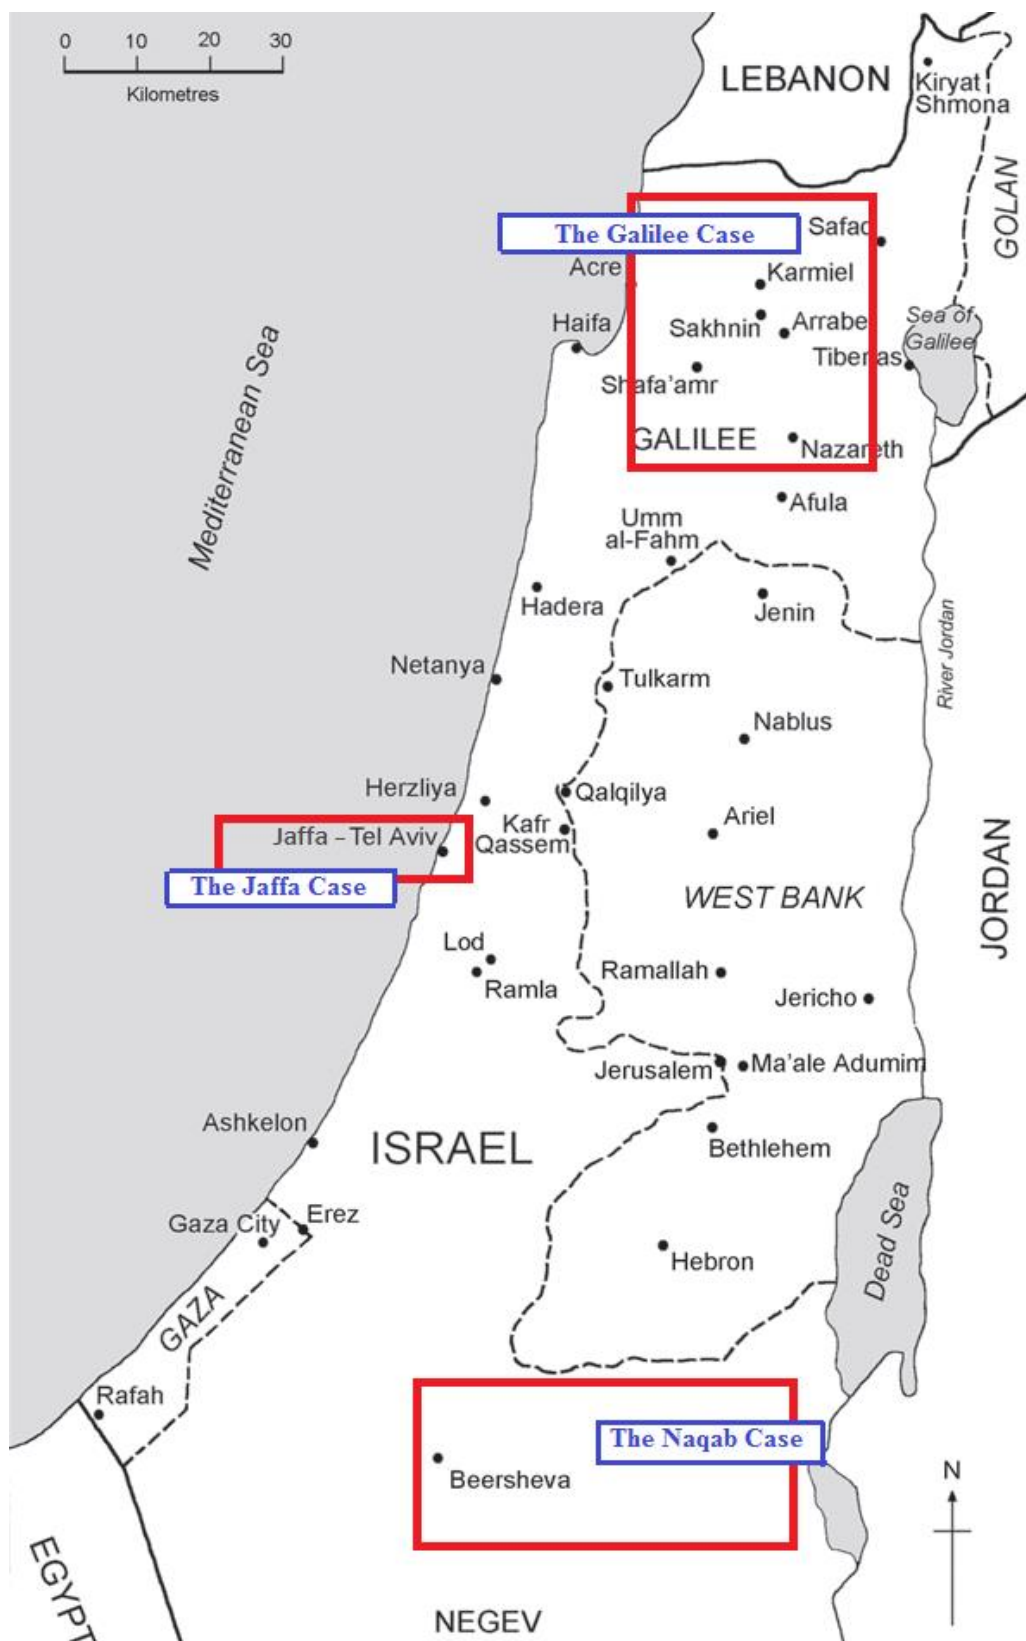 0 10 20 30
Kilometres
LEBANON
Kiryat
Shmona
GOLAN
The Galilee Case
Safad
Acre
Karmiel
Haifa
Sakhnin
Arrabe
Sea of
Galilee
Tiberias
Shafa'amr
GALILEE
Nazareth
Mediterranean Sea
Afula
Umm
al-Fahm
Hadera
Jenin
River Jordan
Netanya
Tulkarm
Nablus
Herzliya
Qalqilya
Jaffa – Tel Aviv
Kafr
Qassem
Ariel
The Jaffa Case
WEST BANK
JORDAN
Lod
Ramla
Ramallah
Jericho
Jerusalem
Ma'ale Adumim
Ashkelon
ISRAEL
Bethlehem
Gaza City
Erez
Hebron
Dead Sea
GAZA
Rafah
The Naqab Case
Beersheva
N
EGYPT
NEGEV